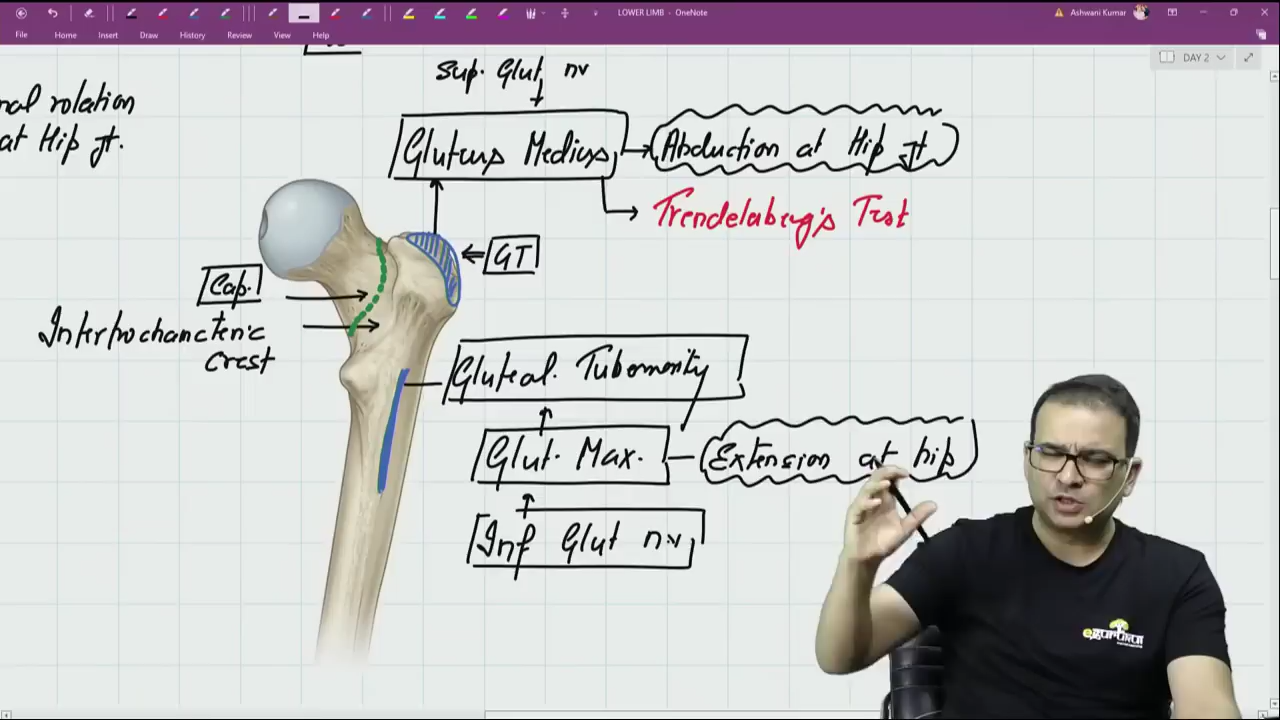 LOWER LIMB - OneNote
Ashwani Kumar
File Home Insert Draw History Review View Help
DAY 2
Sup. Glut nv
nal rotation
at Hip Jt.
Gluteus Medius
Abduction at Hip Jt
Trendelaberg's Test
GT
Cap.
Intertrochanteric
crest
Gluteal. Tuberosity
Glut. Max.
Extension at hip
Inf Glut nv
egurukul